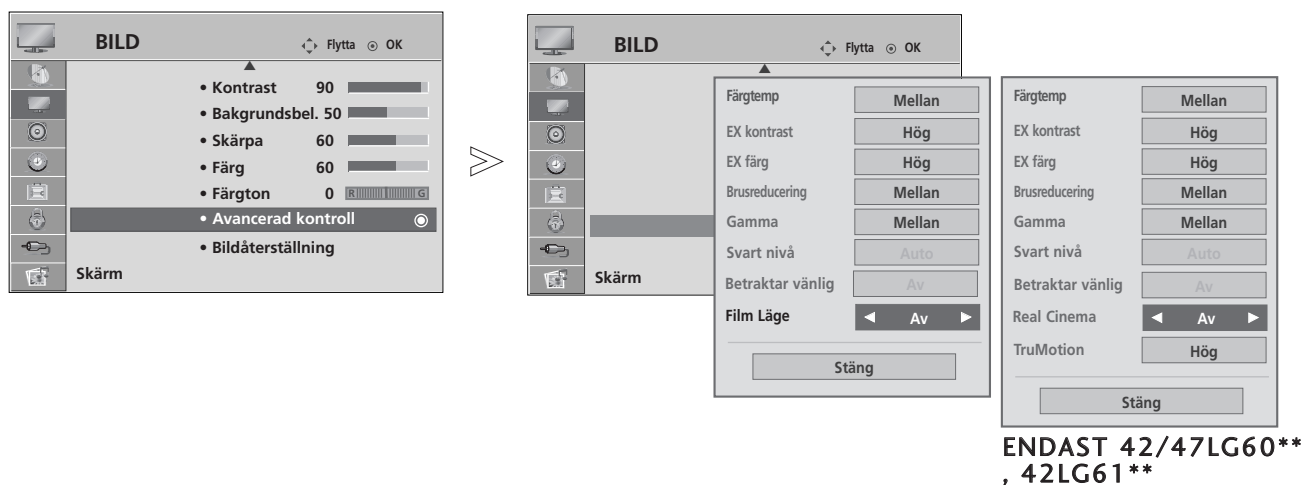 BILD
Flytta OK
• Kontrast 90
• Bakgrundsbel. 50
• Skärpa 60
• Färg 60
• Färgton 0 R G
• Avancerad kontroll
• Bildåterställning
Skärm
BILD
Flytta OK
Skärm
Färgtemp Mellan
EX kontrast Hög
EX färg Hög
Brusreducering Mellan
Gamma Mellan
Svart nivå Auto
Betraktar vänlig Av
Film Läge ◀ Av ▶
Stäng
Färgtemp Mellan
EX kontrast Hög
EX färg Hög
Brusreducering Mellan
Gamma Mellan
Svart nivå Auto
Betraktar vänlig Av
Real Cinema ◀ Av ▶
TruMotion Hög
Stäng
ENDAST 42/47LG60**
, 42LG61**